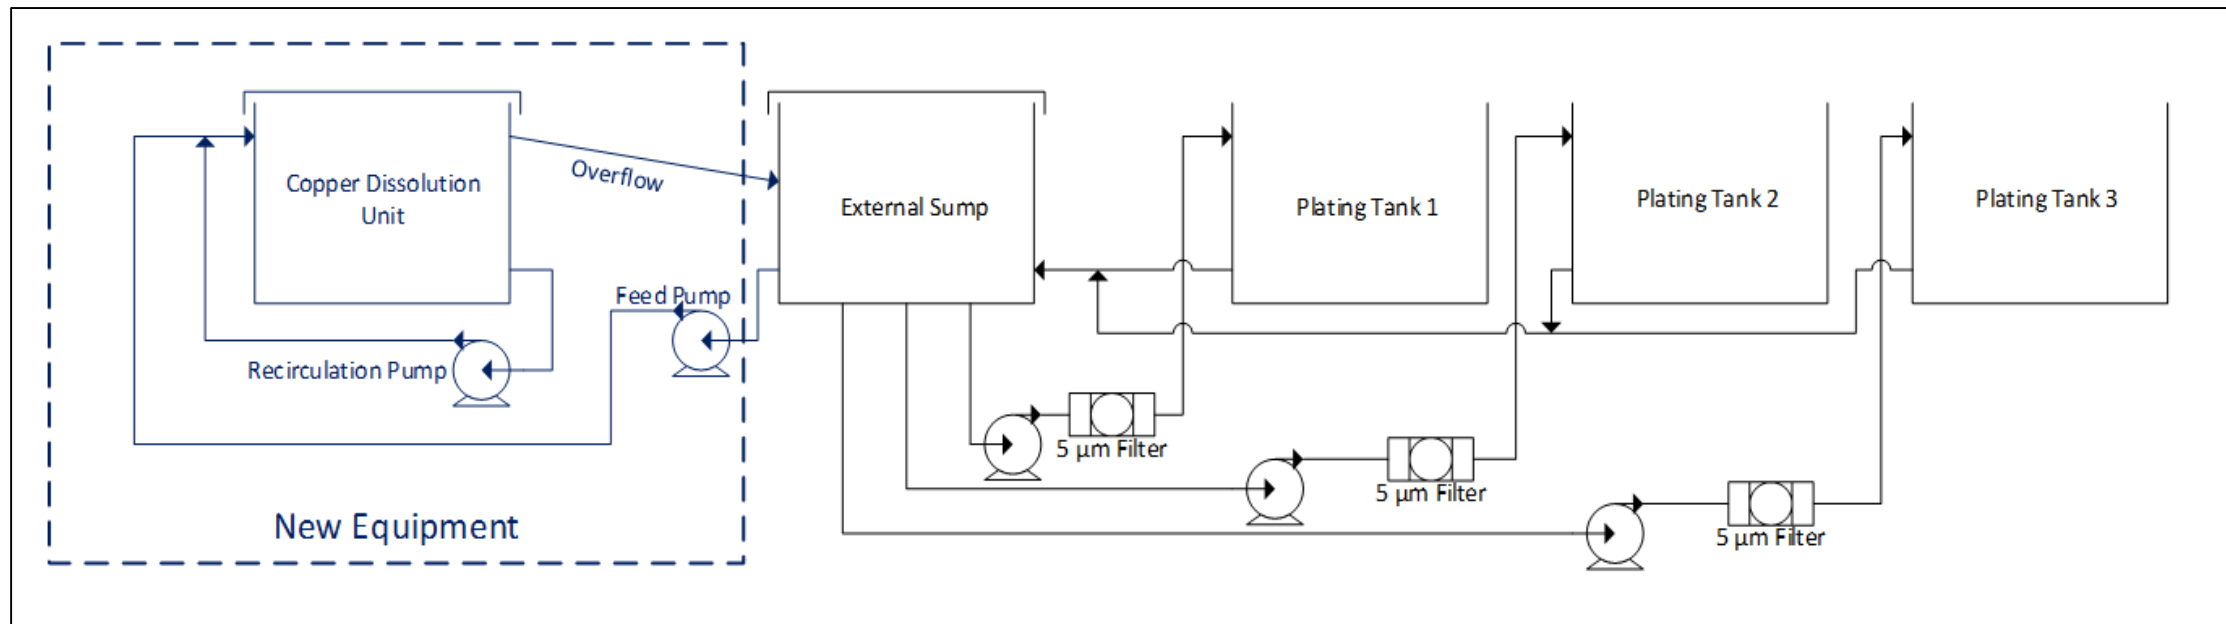 Copper Dissolution
Unit
Overflow
External Sump
Plating Tank 1
Plating Tank 2
Plating Tank 3
Feed Pump
Recirculation Pump
5 µm Filter
5 µm Filter
5 µm Filter
New Equipment